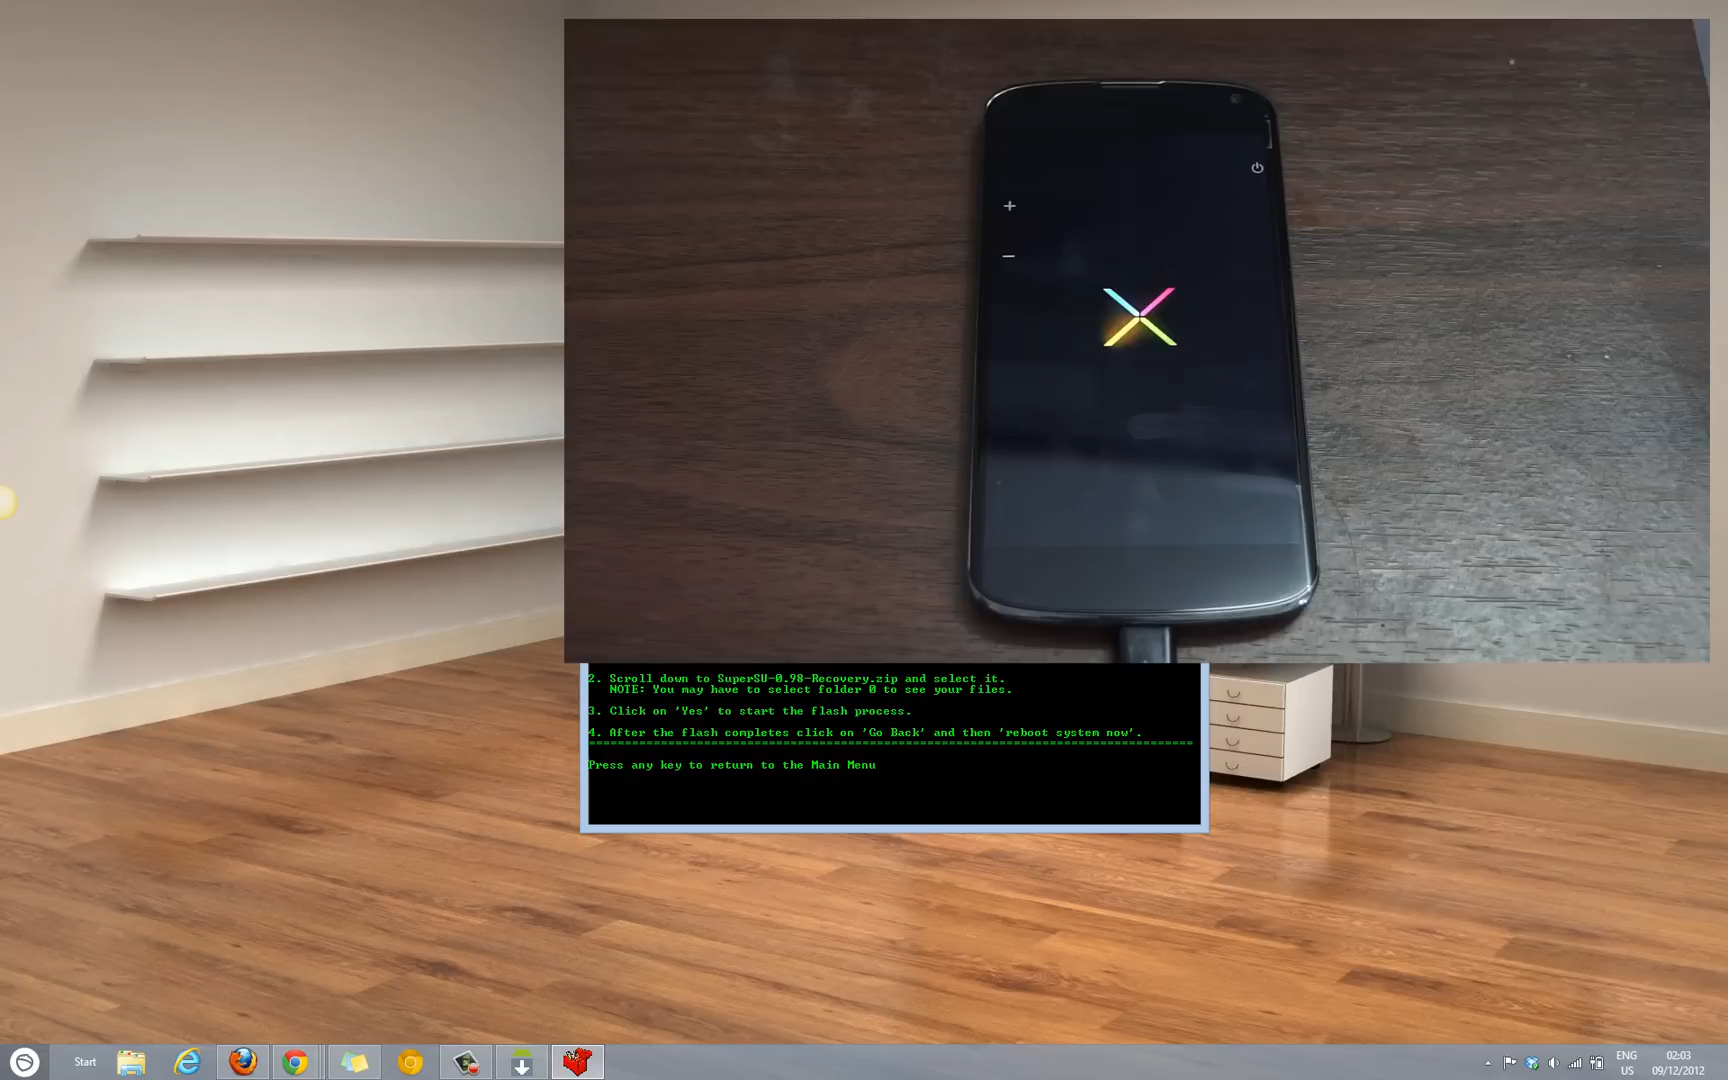 2. Scroll down to SuperSU-0.98-Recovery.zip and select it.
NOTE: You may have to select folder 0 to see your files.
3. Click on 'Yes' to start the flash process.
4. After the flash completes click on 'Go Back' and then 'reboot system now'.
Press any key to return to the Main Menu
Start
ENG
US
02:03
09/12/2012